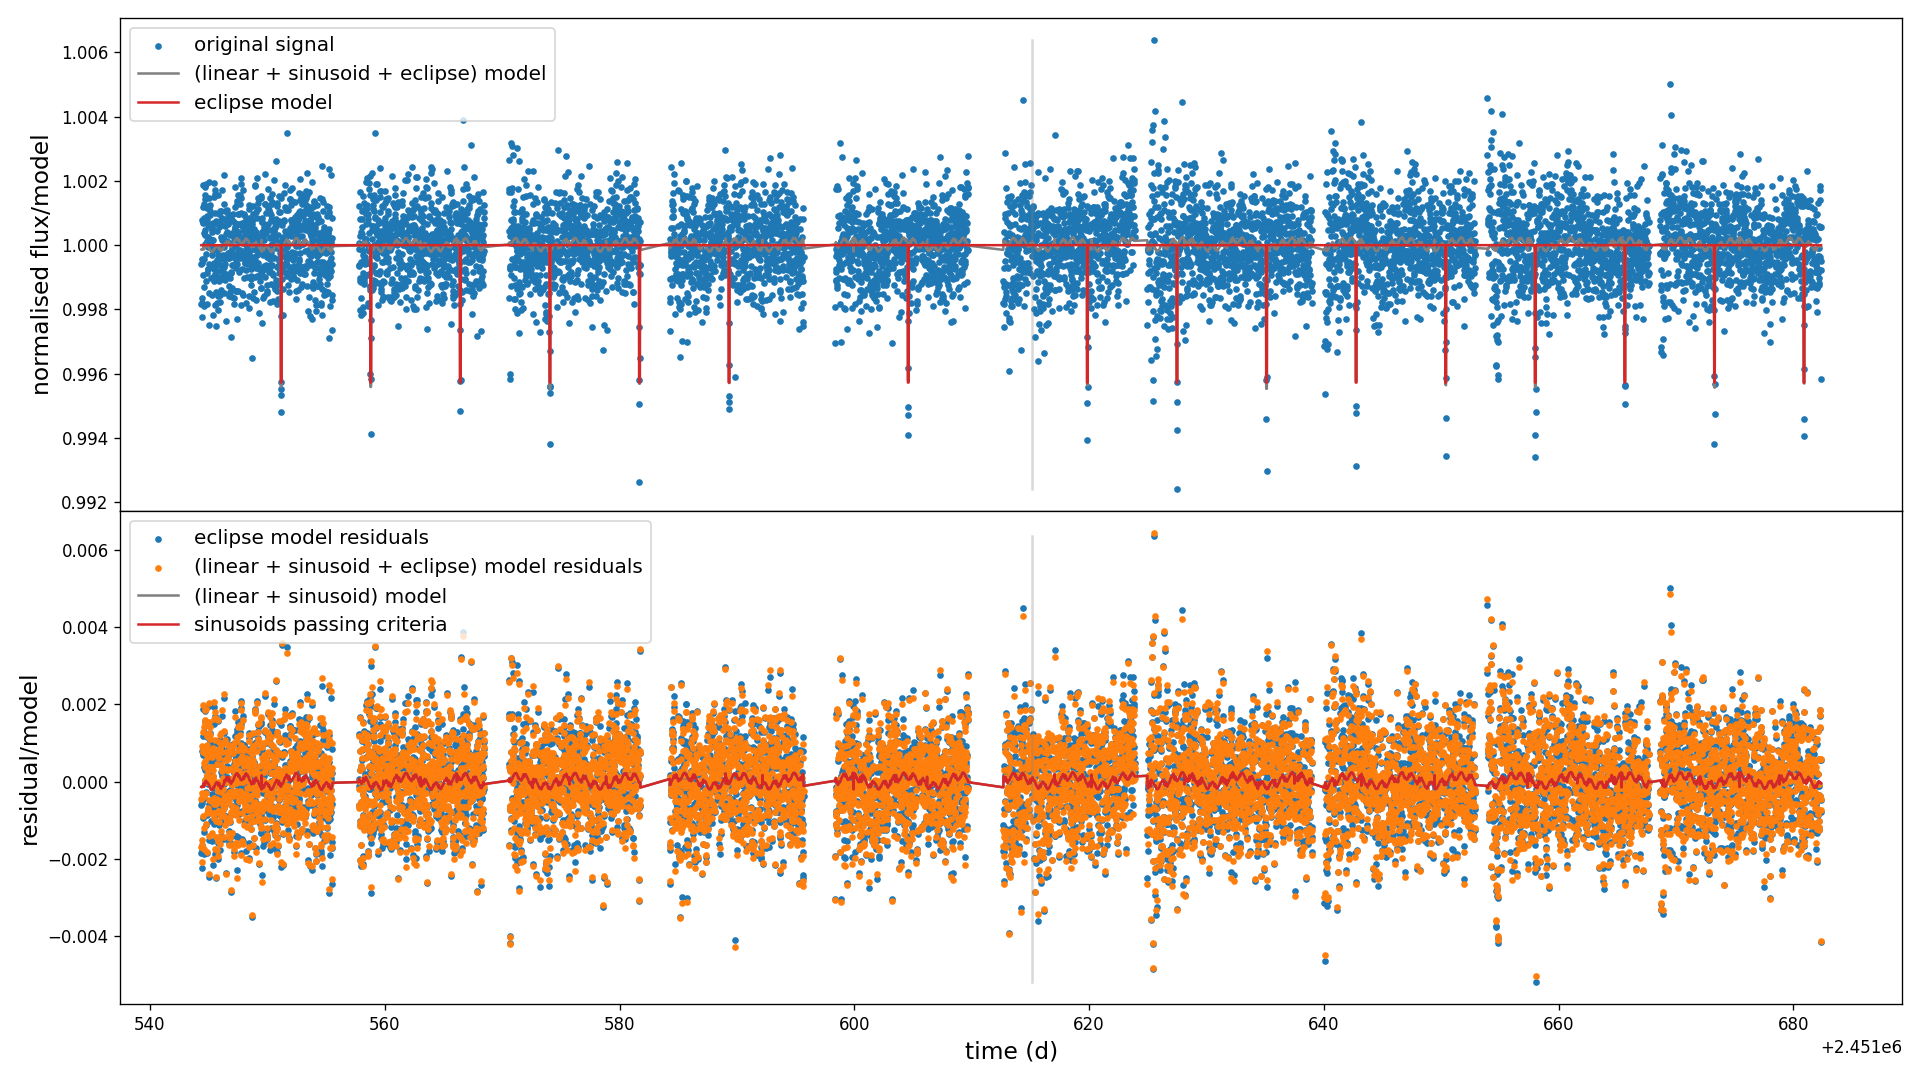 original signal
(linear + sinusoid + eclipse) model
eclipse model
1.006
1.004
1.002
1.000
0.998
0.996
0.994
0.992
normalised flux/model
eclipse model residuals
(linear + sinusoid + eclipse) model residuals
(linear + sinusoid) model
sinusoids passing criteria
0.006
0.004
0.002
0.000
−0.002
−0.004
residual/model
540 560 580 600 620 640 660 680
time (d)
+2.451e6